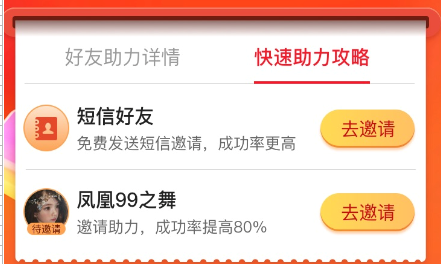 好友助力详情 快速助力攻略
短信好友
免费发送短信邀请，成功率更高
去邀请
凤凰99之舞
邀请助力，成功率提高80%
待邀请
去邀请